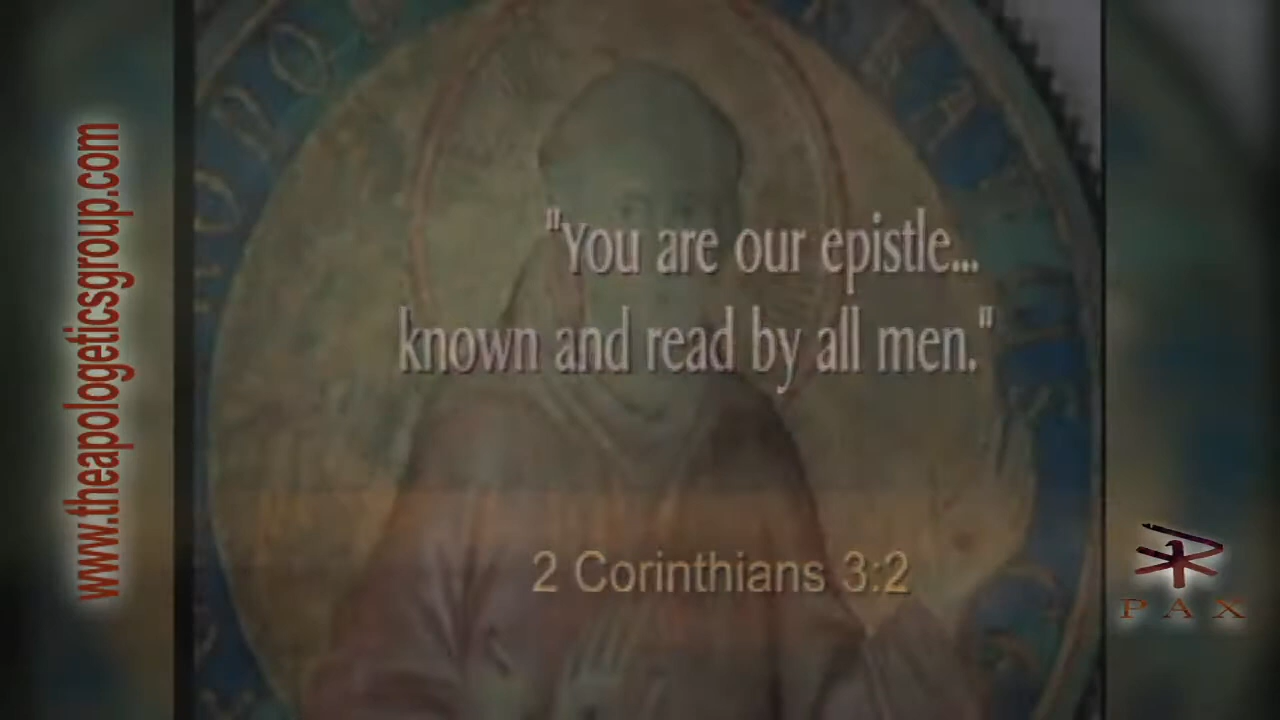 www.theapologeticsgroup.com
"You are our epistle...
known and read by all men."
2 Corinthians 3:2
PAX